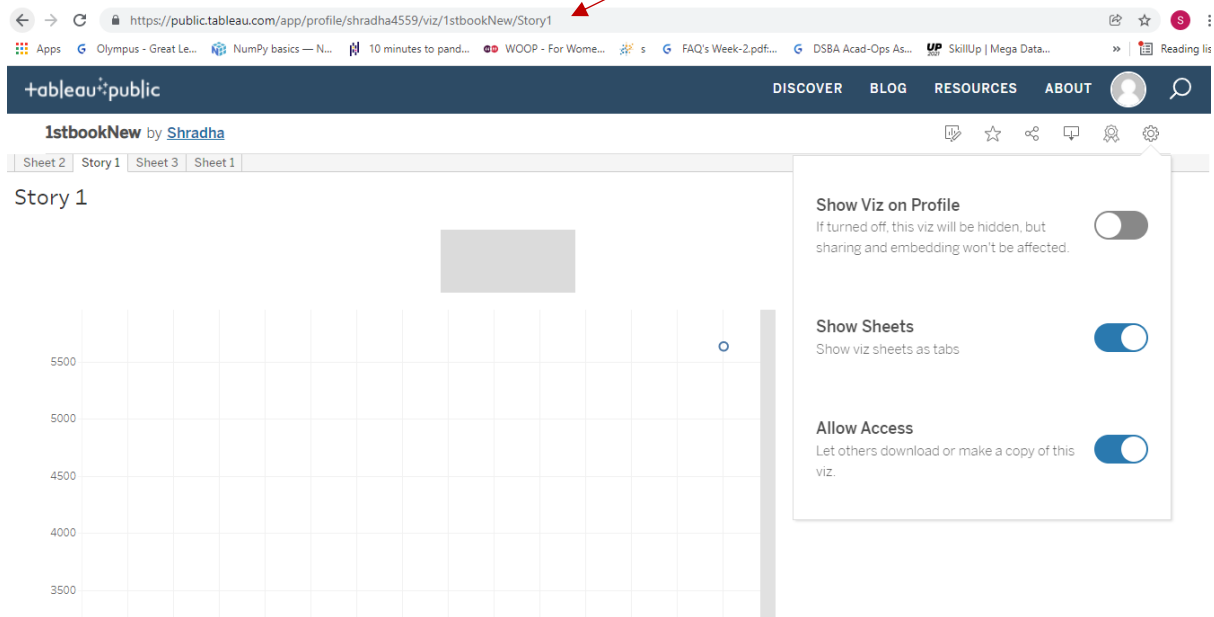 https://public.tableau.com/app/profile/shradha4559/viz/1stbookNew/Story1
S
Apps G Olympus - Great Le... NumPy basics — N... 10 minutes to pand... WOOP - For Wome... s G FAQ's Week-2.pdf:... G DSBA Acad-Ops As... UP 2021 SkillUp | Mega Data... » Reading lis
+ab|eau public
DISCOVER BLOG RESOURCES ABOUT
1stbookNew by Shradha
Sheet 2 Story 1 Sheet 3 Sheet 1
Story 1
Show Viz on Profile
If turned off, this viz will be hidden, but
sharing and embedding won't be affected.
Show Sheets
Show viz sheets as tabs
Allow Access
Let others download or make a copy of this
viz.
5500
5000
4500
4000
3500